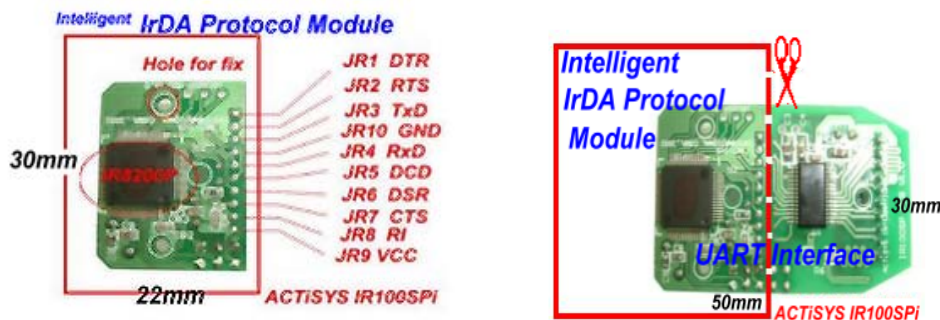 Intelligent IrDA Protocol Module
Hole for fix
JR1 DTR
JR2 RTS
JR3 TxD
JR10 GND
JR4 RxD
JR5 DCD
JR6 DSR
JR7 CTS
JR8 RI
JR9 VCC
30mm
IR8200P
22mm
ACTiSYS IR100SPi
Intelligent
IrDA Protocol
Module
30mm
UART Interface
50mm
ACTiSYS IR100SPi